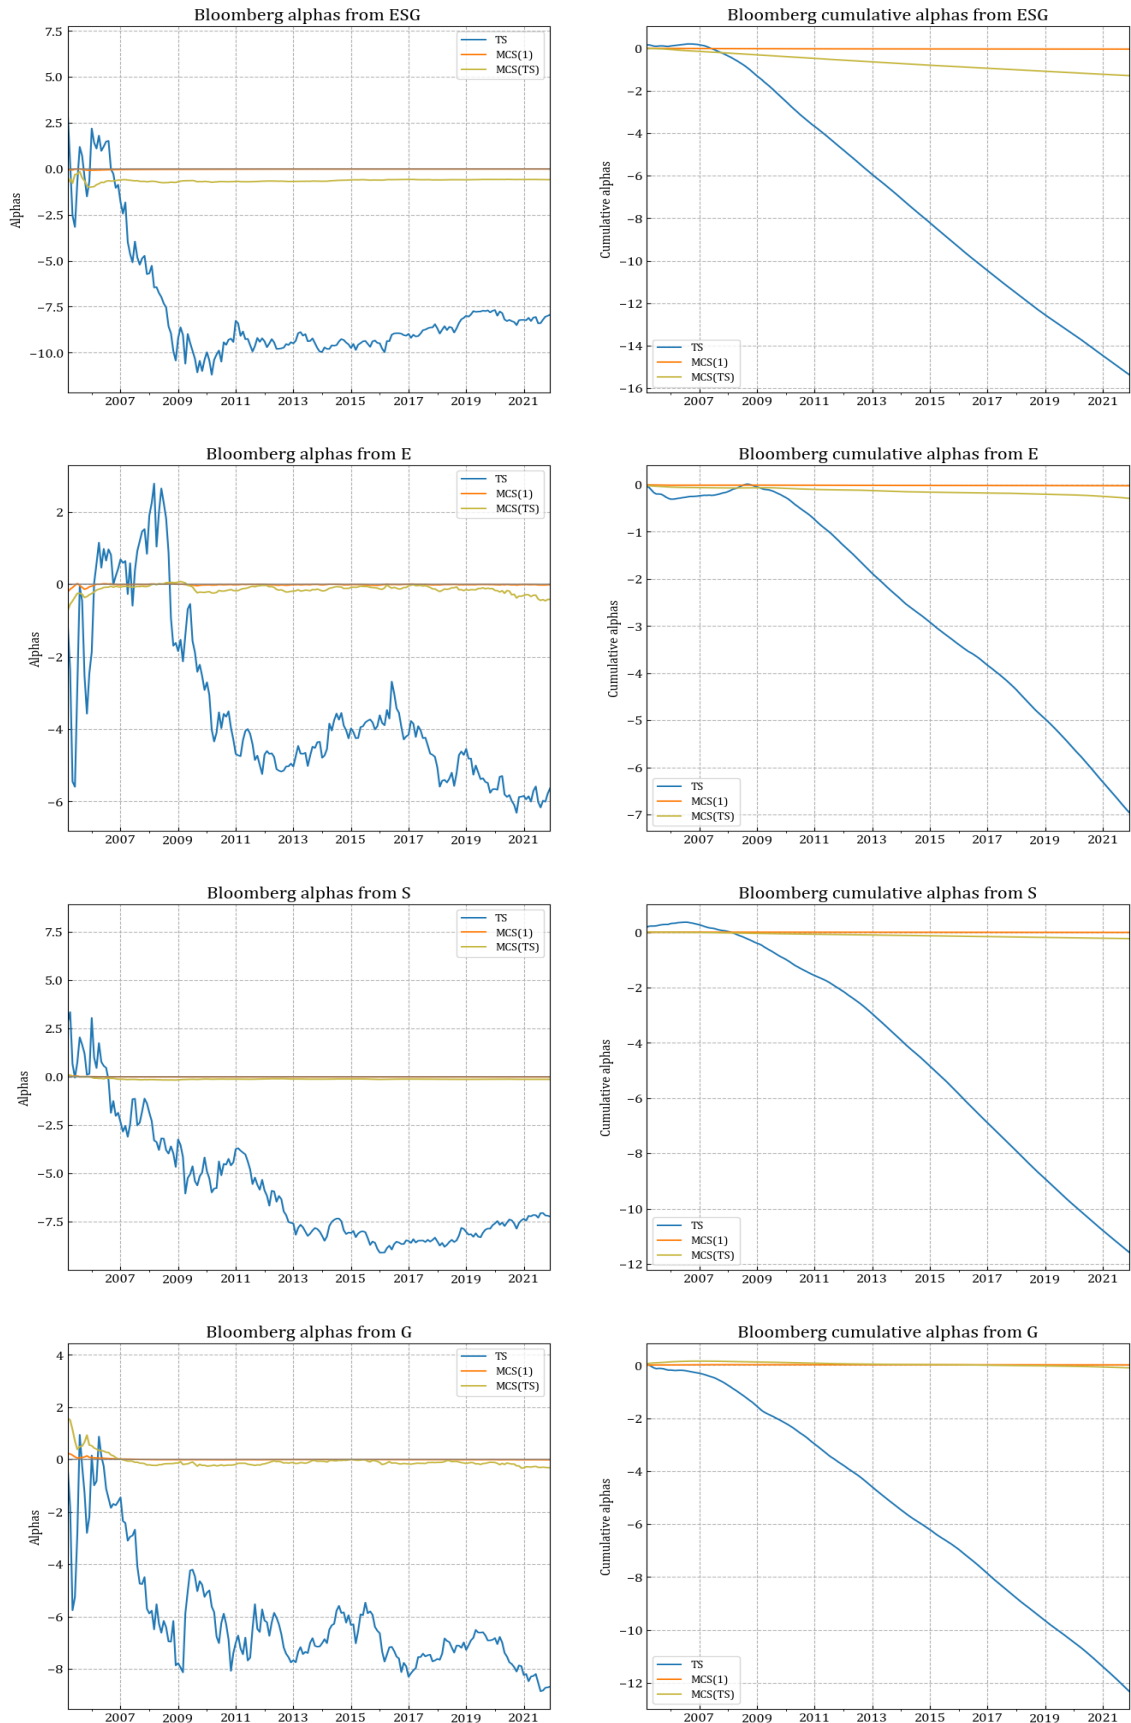 Bloomberg alphas from ESG
7.5
5.0
2.5
0.0
−2.5
−5.0
−7.5
−10.0
Alphas
TS
MCS(1)
MCS(TS)
2007 2009 2011 2013 2015 2017 2019 2021
Bloomberg cumulative alphas from ESG
0
−2
−4
−6
−8
−10
−12
−14
−16
Cumulative alphas
TS
MCS(1)
MCS(TS)
2007 2009 2011 2013 2015 2017 2019 2021
Bloomberg alphas from E
2
0
−2
−4
−6
Alphas
TS
MCS(1)
MCS(TS)
2007 2009 2011 2013 2015 2017 2019 2021
Bloomberg cumulative alphas from E
0
−1
−2
−3
−4
−5
−6
−7
Cumulative alphas
TS
MCS(1)
MCS(TS)
2007 2009 2011 2013 2015 2017 2019 2021
Bloomberg alphas from S
7.5
5.0
2.5
0.0
−2.5
−5.0
−7.5
Alphas
TS
MCS(1)
MCS(TS)
2007 2009 2011 2013 2015 2017 2019 2021
Bloomberg cumulative alphas from S
0
−2
−4
−6
−8
−10
−12
Cumulative alphas
TS
MCS(1)
MCS(TS)
2007 2009 2011 2013 2015 2017 2019 2021
Bloomberg alphas from G
4
2
0
−2
−4
−6
−8
Alphas
TS
MCS(1)
MCS(TS)
2007 2009 2011 2013 2015 2017 2019 2021
Bloomberg cumulative alphas from G
0
−2
−4
−6
−8
−10
−12
Cumulative alphas
TS
MCS(1)
MCS(TS)
2007 2009 2011 2013 2015 2017 2019 2021